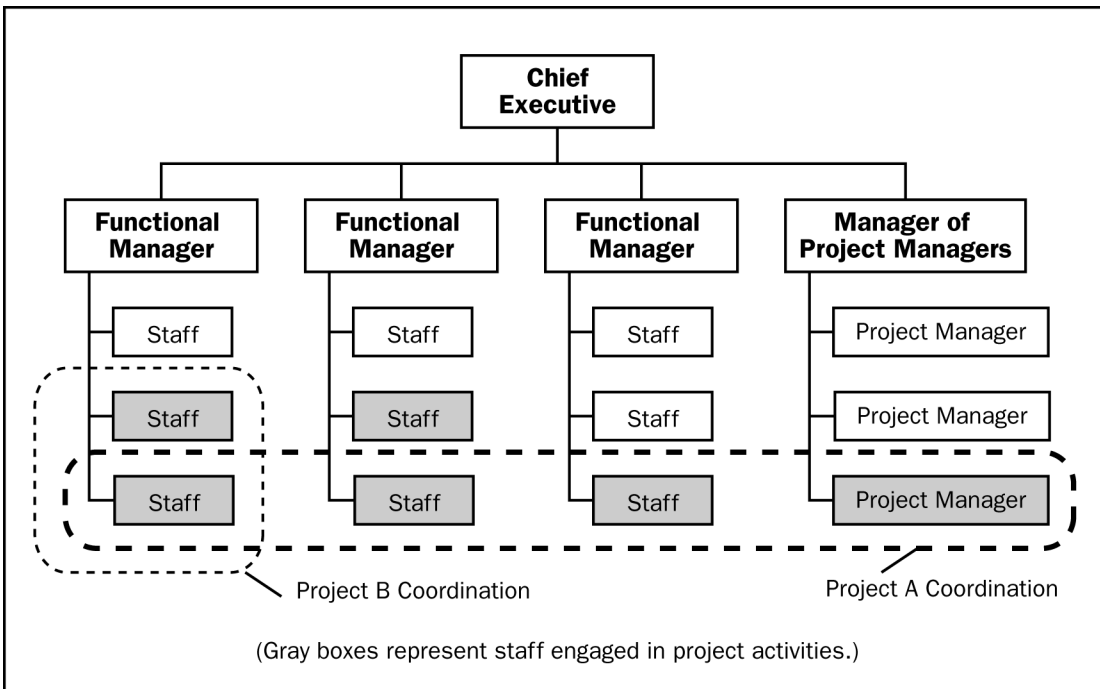 Chief
Executive
Functional
Manager
Functional
Manager
Functional
Manager
Manager of
Project Managers
Staff
Staff
Staff
Project Manager
Staff
Staff
Staff
Project Manager
Staff
Staff
Staff
Project Manager
Project B Coordination
Project A Coordination
(Gray boxes represent staff engaged in project activities.)